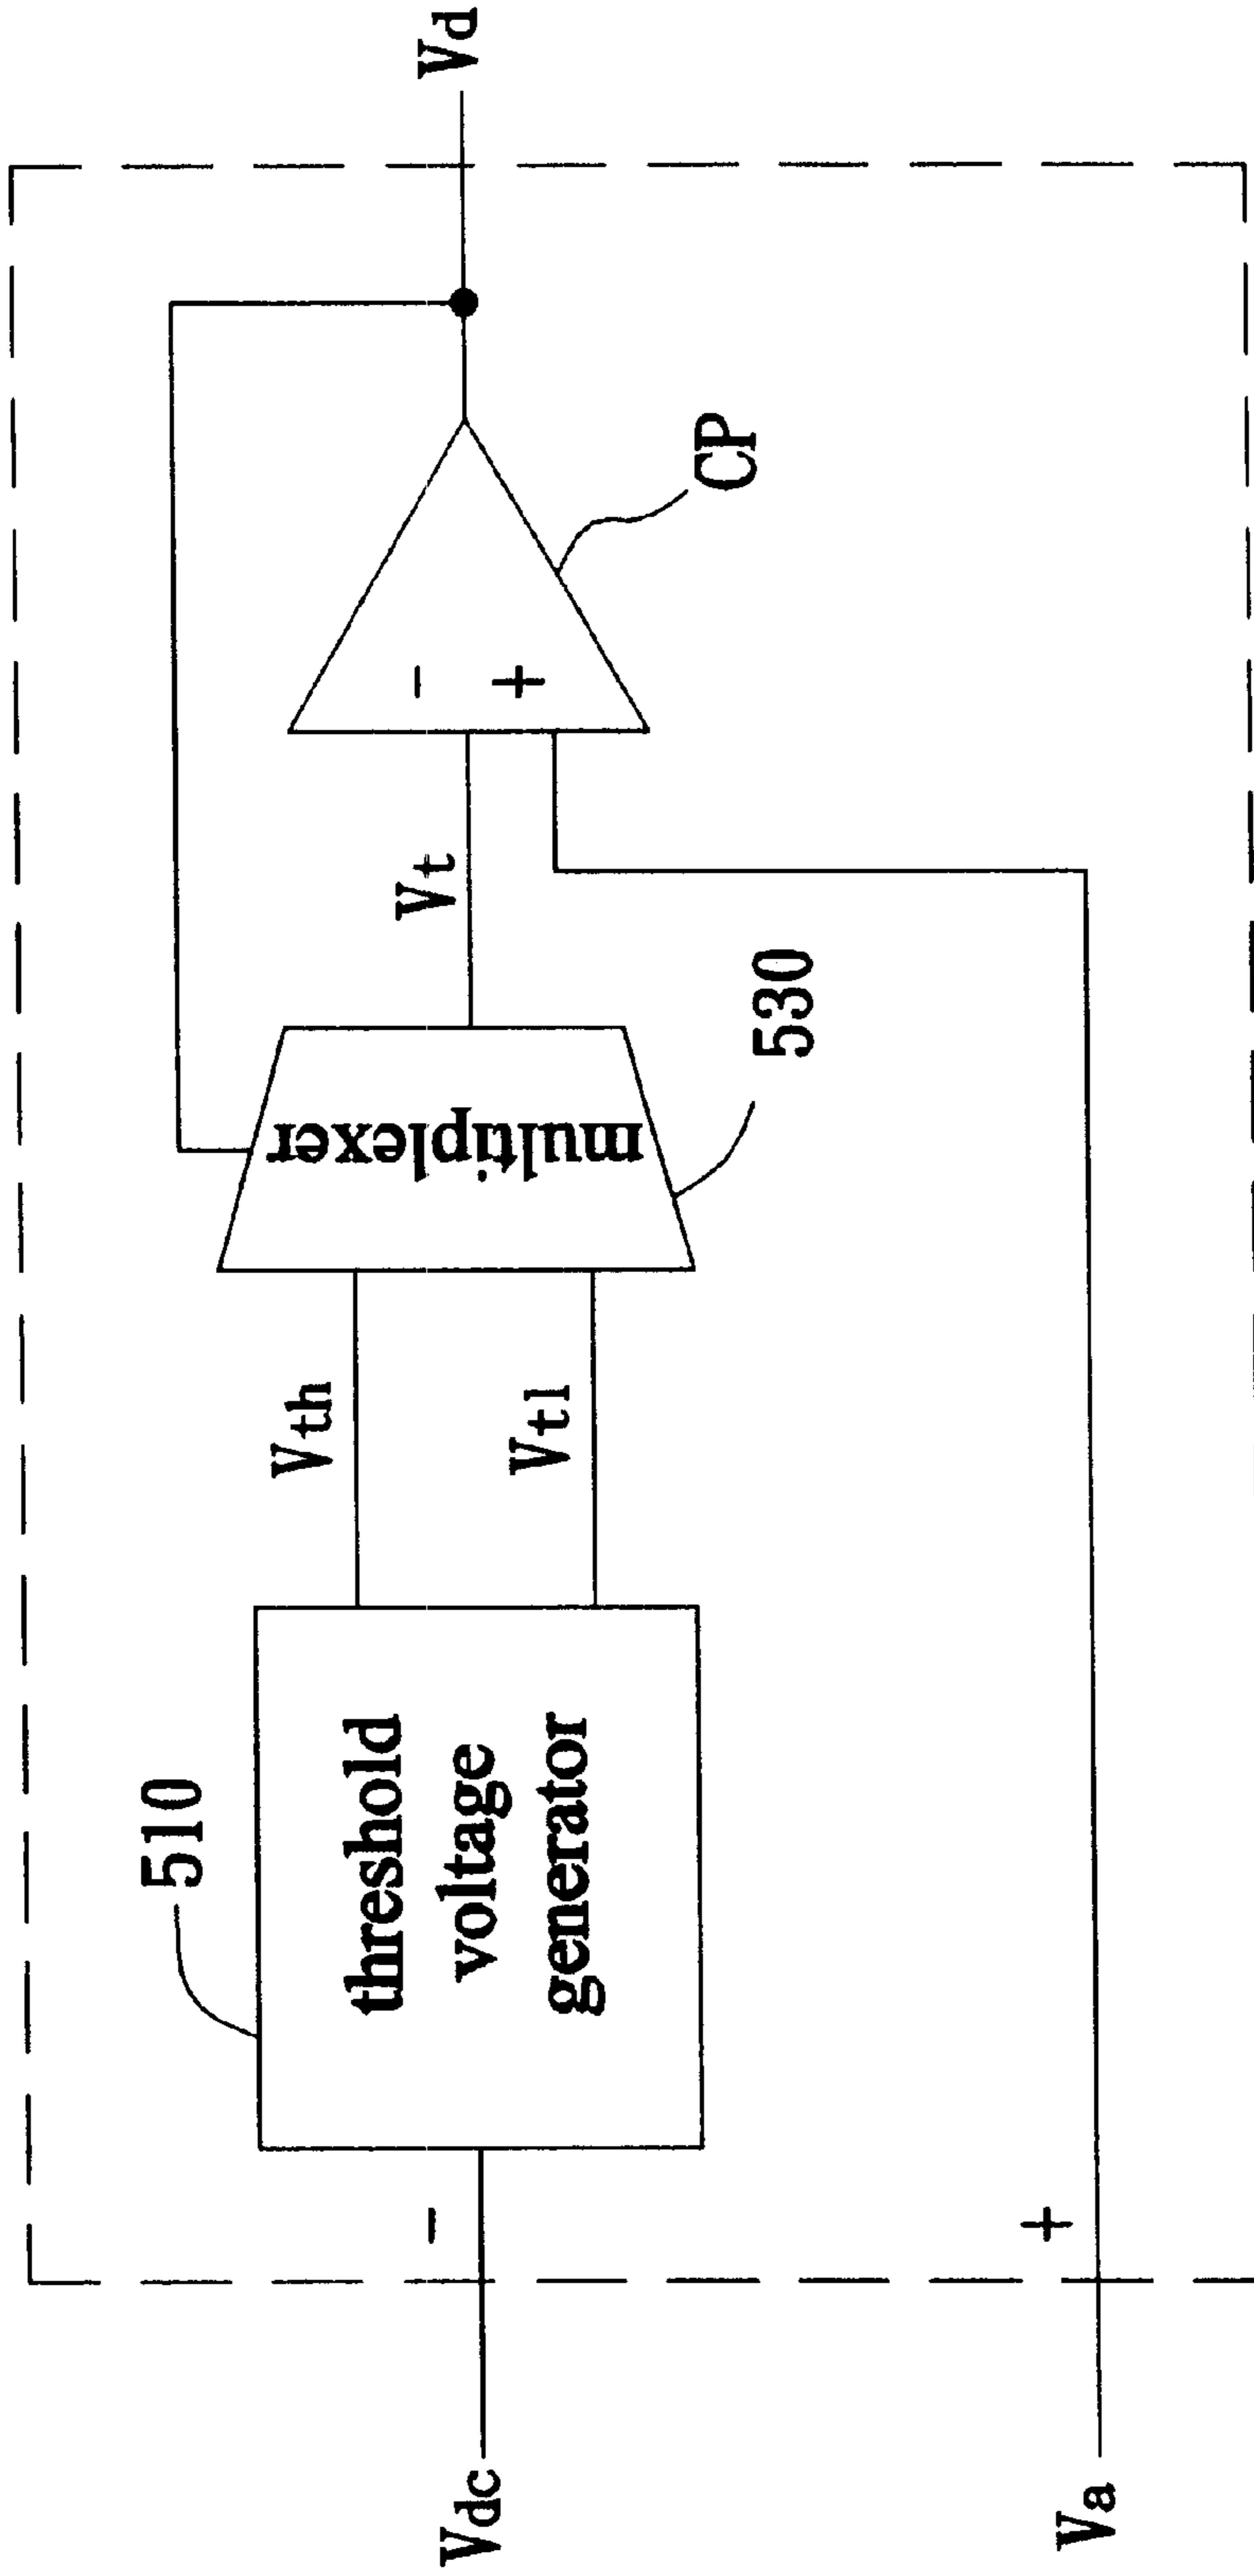 Vdc
-
510
threshold
voltage
generator
Vth
Vtl
multiplexer
530
Vt
-
+
CP
Vd
Va
+